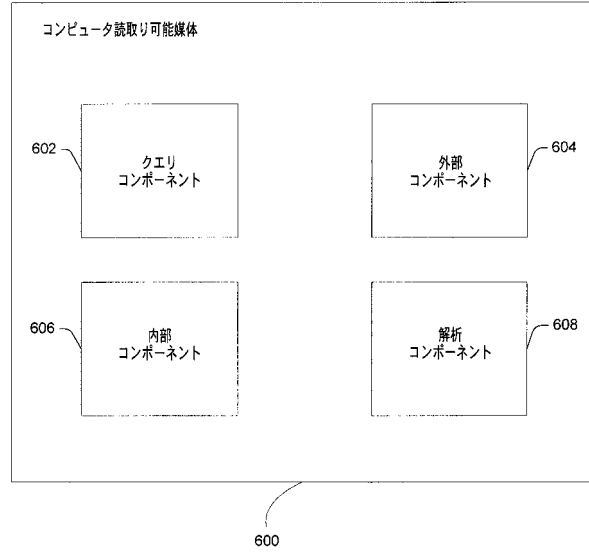 コンピュータ読取り可能媒体
602
クエリ
コンポーネント
外部
コンポーネント
604
606
内部
コンポーネント
解析
コンポーネント
608
600